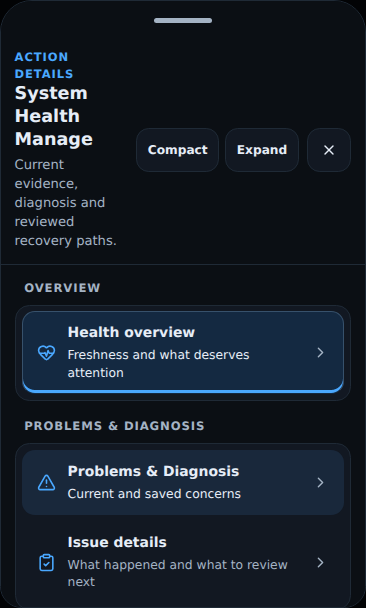 ACTION
DETAILS
System
Health
Manage
Current
evidence,
diagnosis and
reviewed
recovery paths.
Compact
Expand
OVERVIEW
Health overview
Freshness and what deserves
attention
PROBLEMS & DIAGNOSIS
Problems & Diagnosis
Current and saved concerns
Issue details
What happened and what to review
next